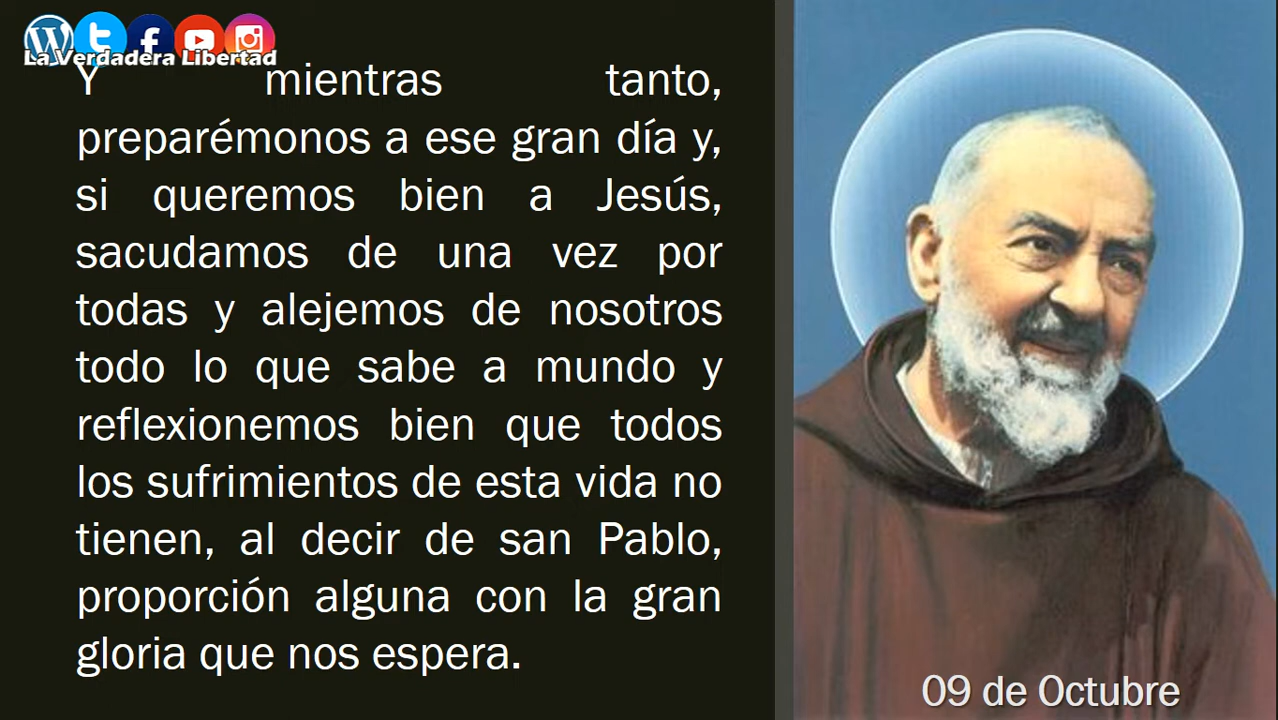 La Verdadera Libertad
Y mientras tanto,
preparémonos a ese gran día y,
si queremos bien a Jesús,
sacudamos de una vez por
todas y alejemos de nosotros
todo lo que sabe a mundo y
reflexionemos bien que todos
los sufrimientos de esta vida no
tienen, al decir de san Pablo,
proporción alguna con la gran
gloria que nos espera.
09 de Octubre